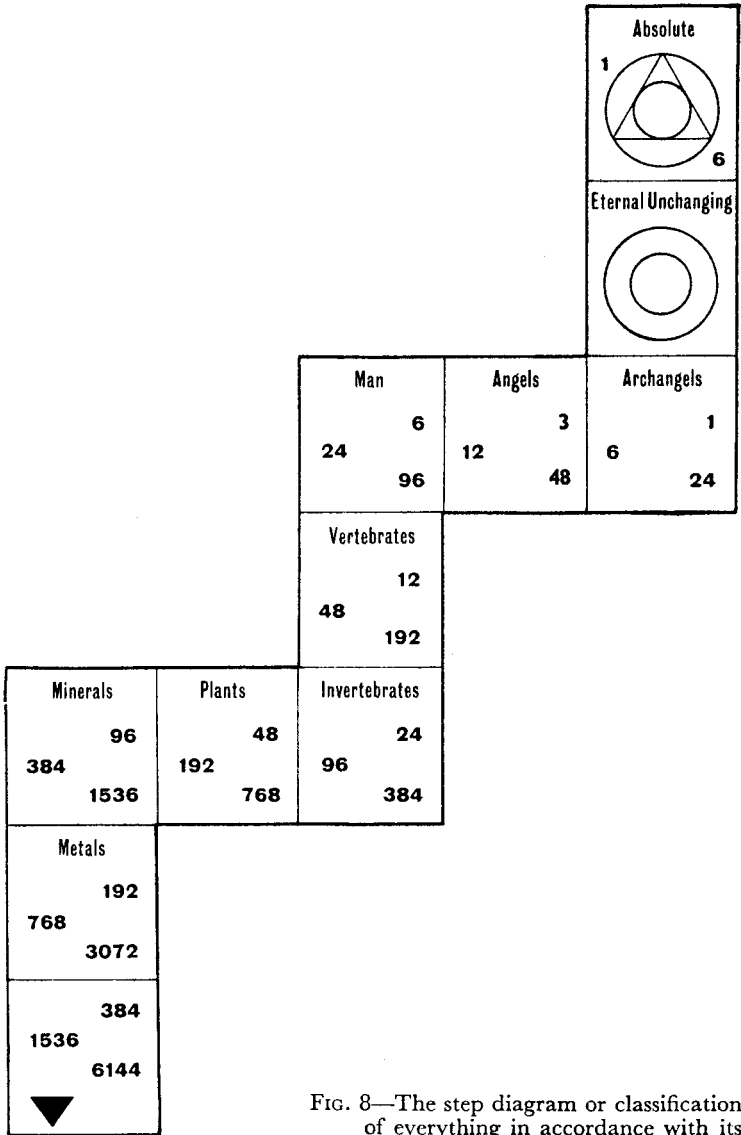 Absolute
1
6
Eternal Unchanging
Man
6
24
96
Angels
3
12
48
Archangels
1
6
24
Vertebrates
12
48
192
Minerals
96
384
1536
Plants
48
192
768
Invertebrates
24
96
384
Metals
192
768
3072
384
1536
6144
FIG. 8—The step diagram or classification
of everything in accordance with its